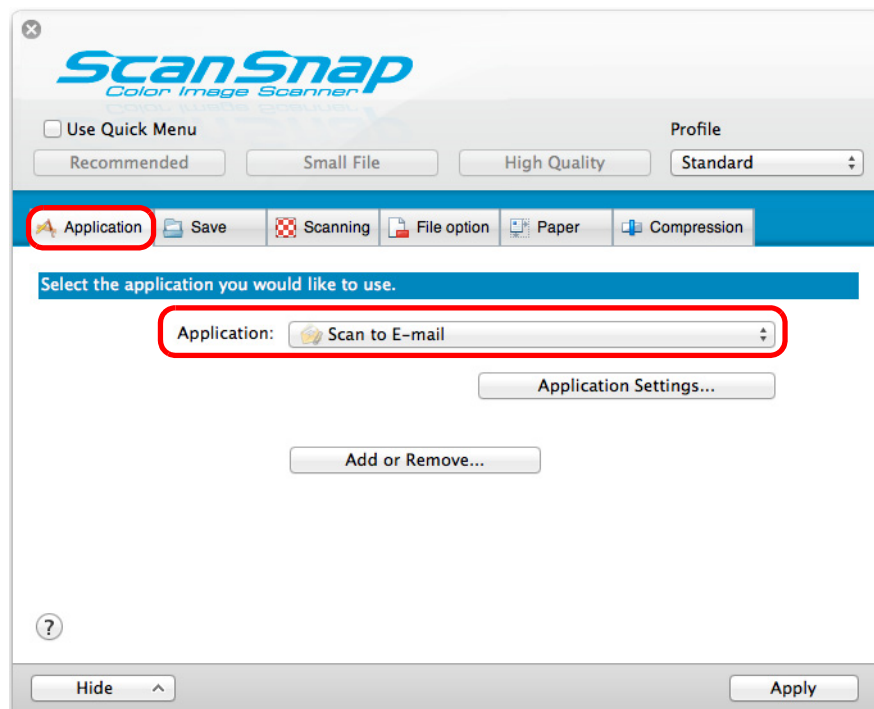 ScanSnap
Color Image Scanner
Use Quick Menu
Profile
Recommended Small File High Quality Standard
Application Save Scanning File option Paper Compression
Select the application you would like to use.
Application: Scan to E-mail
Application Settings...
Add or Remove...
?
Hide Apply